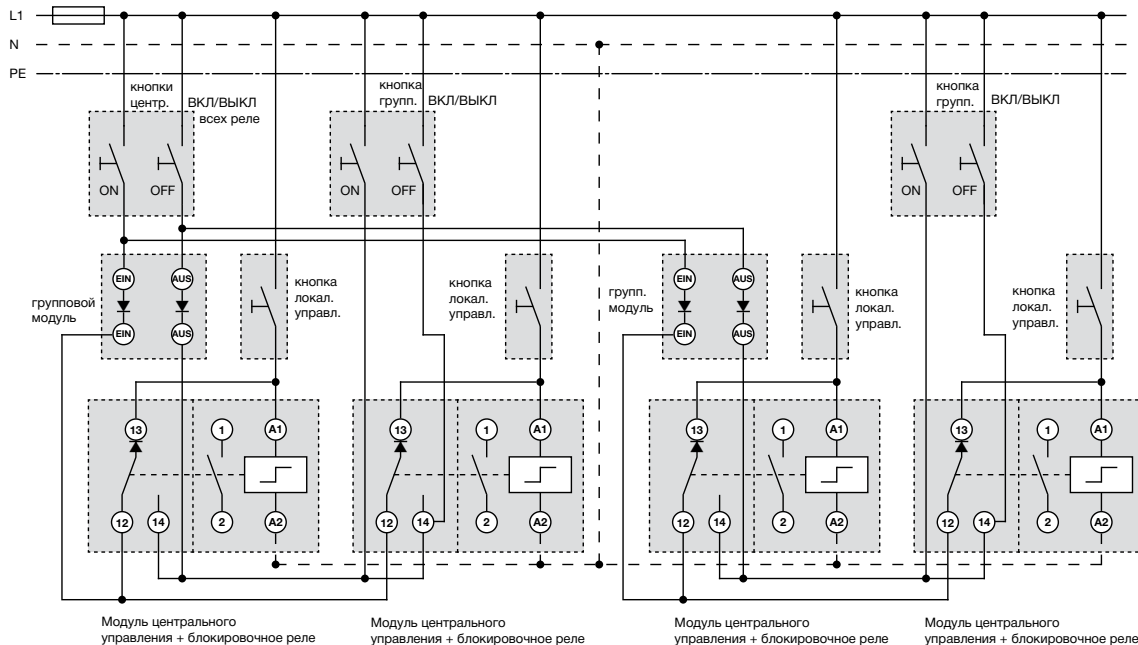 L1
N
PE
кнопки
центр.
ВКЛ/ВЫКЛ
всех реле
кнопка
групп.
ВКЛ/ВЫКЛ
кнопка
групп.
ВКЛ/ВЫКЛ
ON
OFF
ON
OFF
ON
OFF
групповой
модуль
EIN
AUS
EIN
AUS
кнопка
локал.
управл.
кнопка
локал.
управл.
групп.
модуль
EIN
AUS
EIN
AUS
кнопка
локал.
управл.
кнопка
локал.
управл.
13
1
A1
12
14
2
A2
13
1
A1
12
14
2
A2
13
1
A1
12
14
2
A2
13
1
A1
12
14
2
A2
Модуль центрального
управления + блокировочное реле
Модуль центрального
управления + блокировочное реле
Модуль центрального
управления + блокировочное реле
Модуль центрального
управления + блокировочное реле